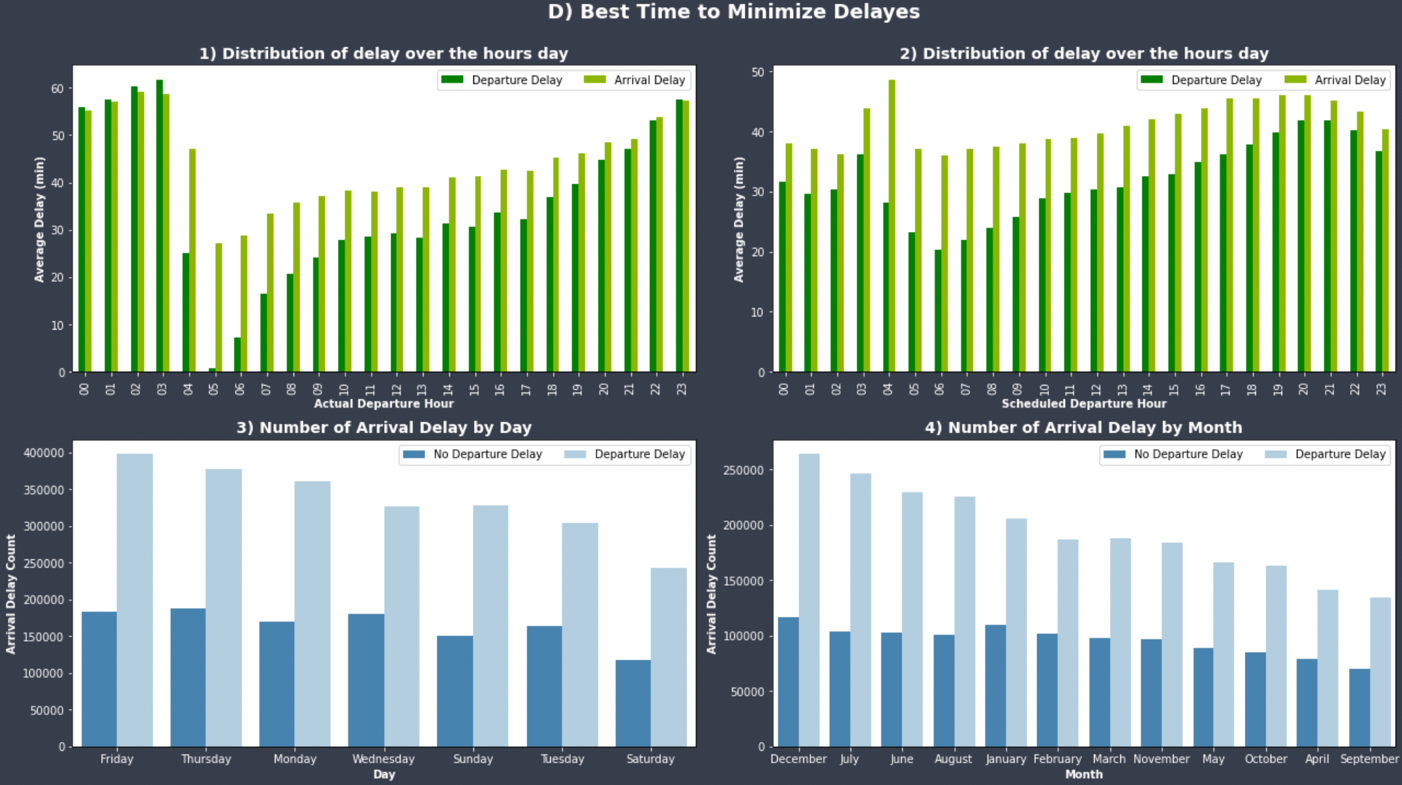 D) Best Time to Minimize Delayes
1) Distribution of delay over the hours day
Departure Delay Arrival Delay
Average Delay (min)
60
50
40
30
20
10
0
00 01 02 03 04 05 06 07 08 09 10 11 12 13 14 15 16 17 18 19 20 21 22 23
Actual Departure Hour
2) Distribution of delay over the hours day
Departure Delay Arrival Delay
Average Delay (min)
50
40
30
20
10
0
00 01 02 03 04 05 06 07 08 09 10 11 12 13 14 15 16 17 18 19 20 21 22 23
Scheduled Departure Hour
3) Number of Arrival Delay by Day
No Departure Delay Departure Delay
Arrival Delay Count
400000
350000
300000
250000
200000
150000
100000
50000
0
Friday Thursday Monday Wednesday Sunday Tuesday Saturday
Day
4) Number of Arrival Delay by Month
No Departure Delay Departure Delay
Arrival Delay Count
250000
200000
150000
100000
50000
0
December July June August January February March November May October April September
Month